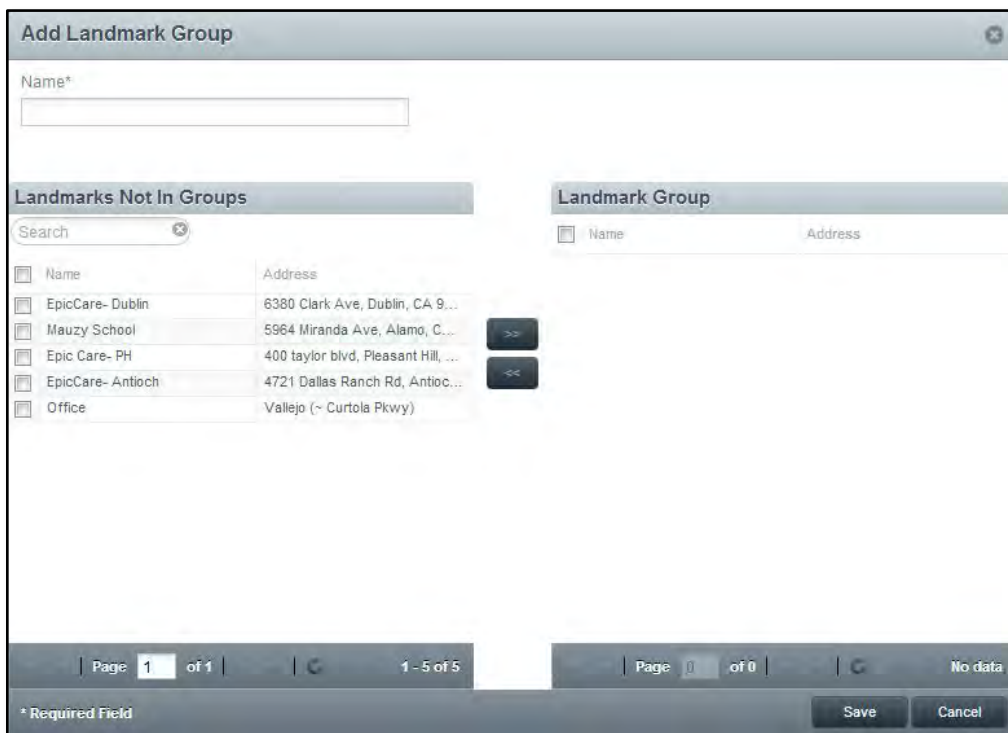 Add Landmark Group
Name*
Landmarks Not In Groups
Search
Name Address
EpicCare- Dublin 6380 Clark Ave, Dublin, CA 9...
Mauzy School 5964 Miranda Ave, Alamo, C...
Epic Care- PH 400 taylor blvd, Pleasant Hill, ...
EpicCare- Antioch 4721 Dallas Ranch Rd, Antioc...
Office Vallejo (~ Curtola Pkwy)
>>
<<
Landmark Group
Name Address
Page 1 of 1 1 - 5 of 5
Page 0 of 0 No data
* Required Field
Save Cancel